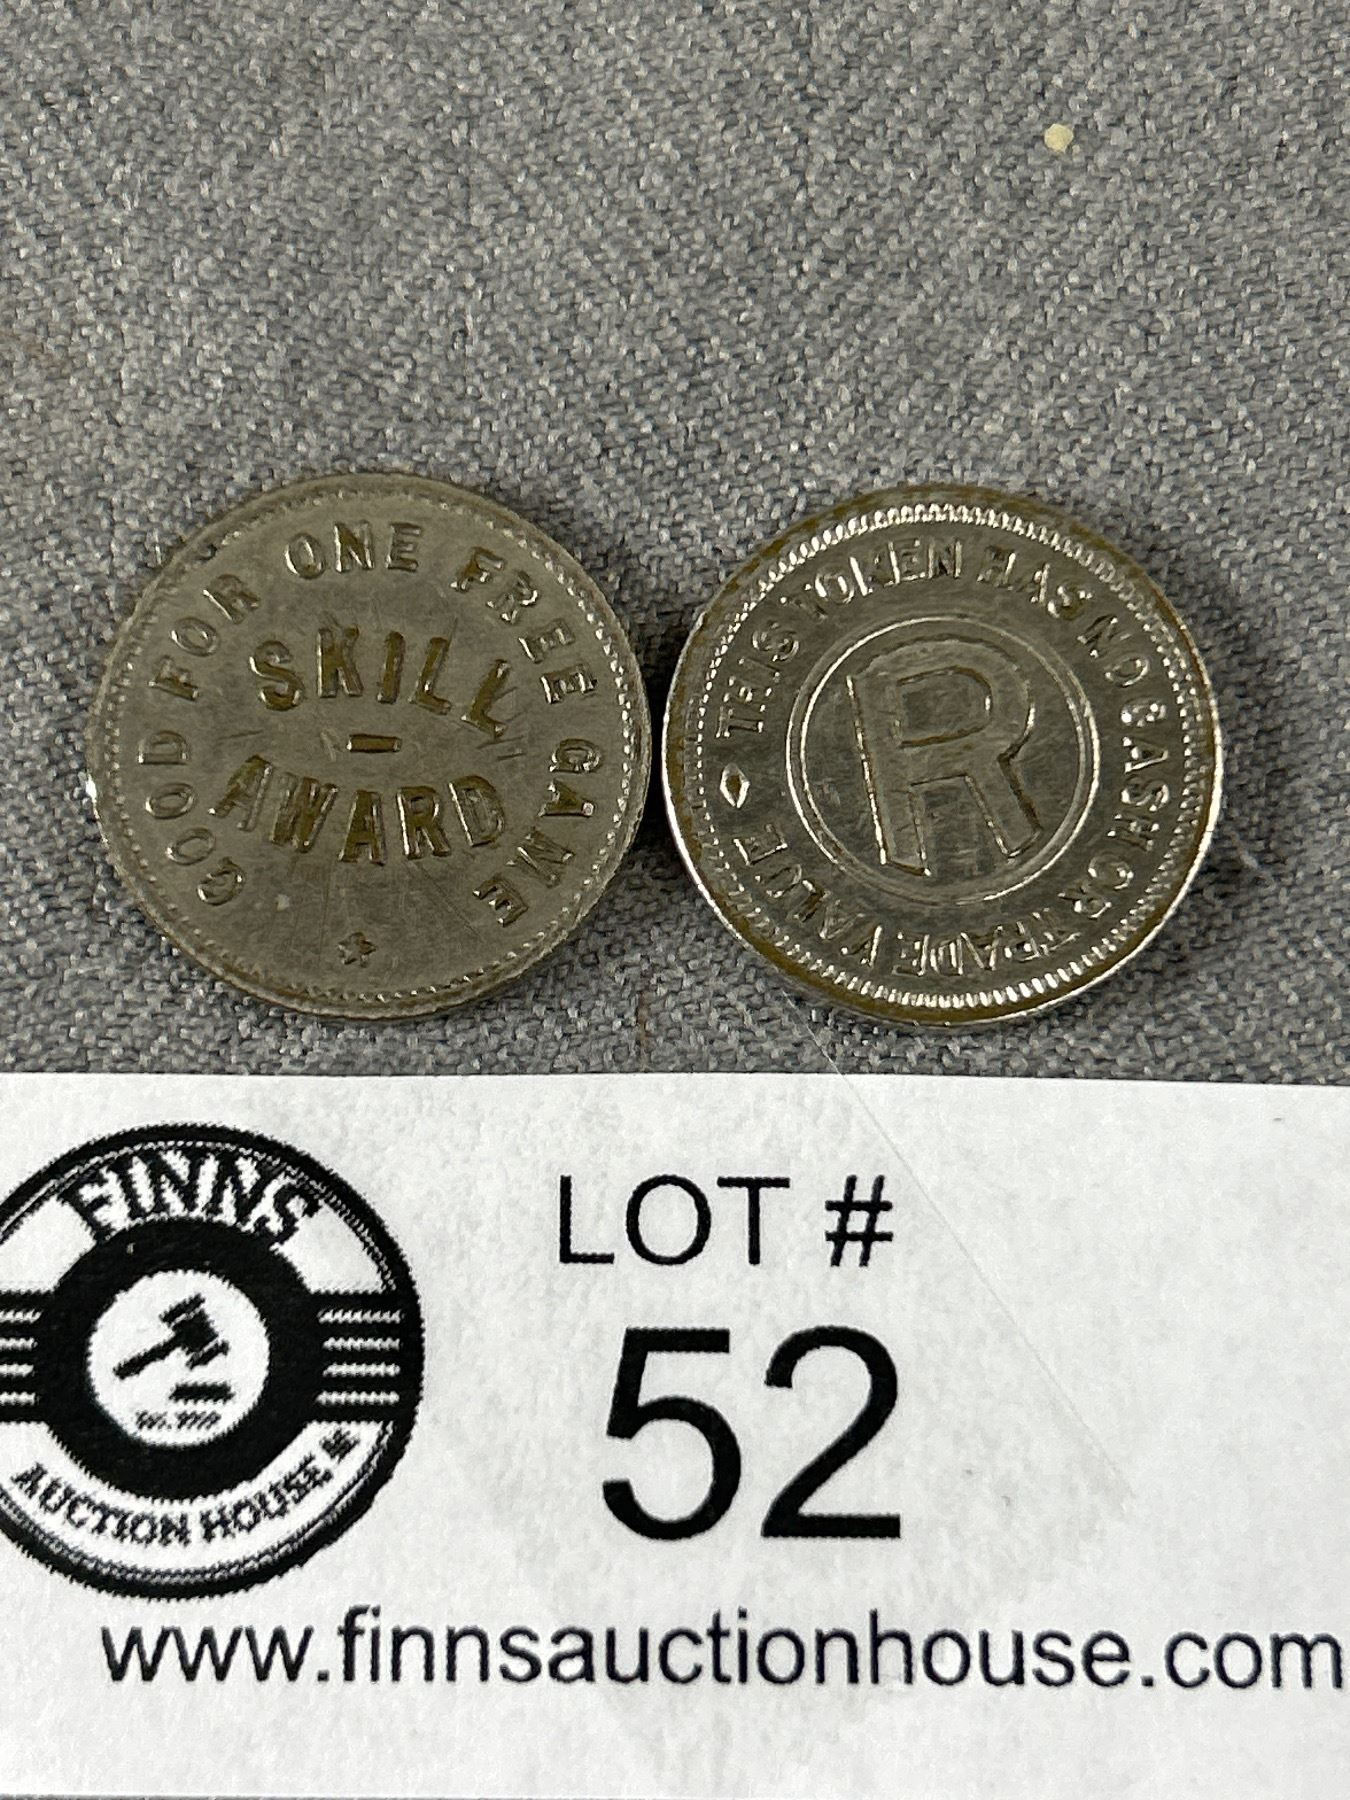 GOOD FOR ONE FREE GAME
SKILL
-
AWARD
THIS TOKEN HAS NO CASH OR TRADE VALUE
R
FINNS
AUCTION HOUSE
LOT #
52
www.finnsauctionhouse.com